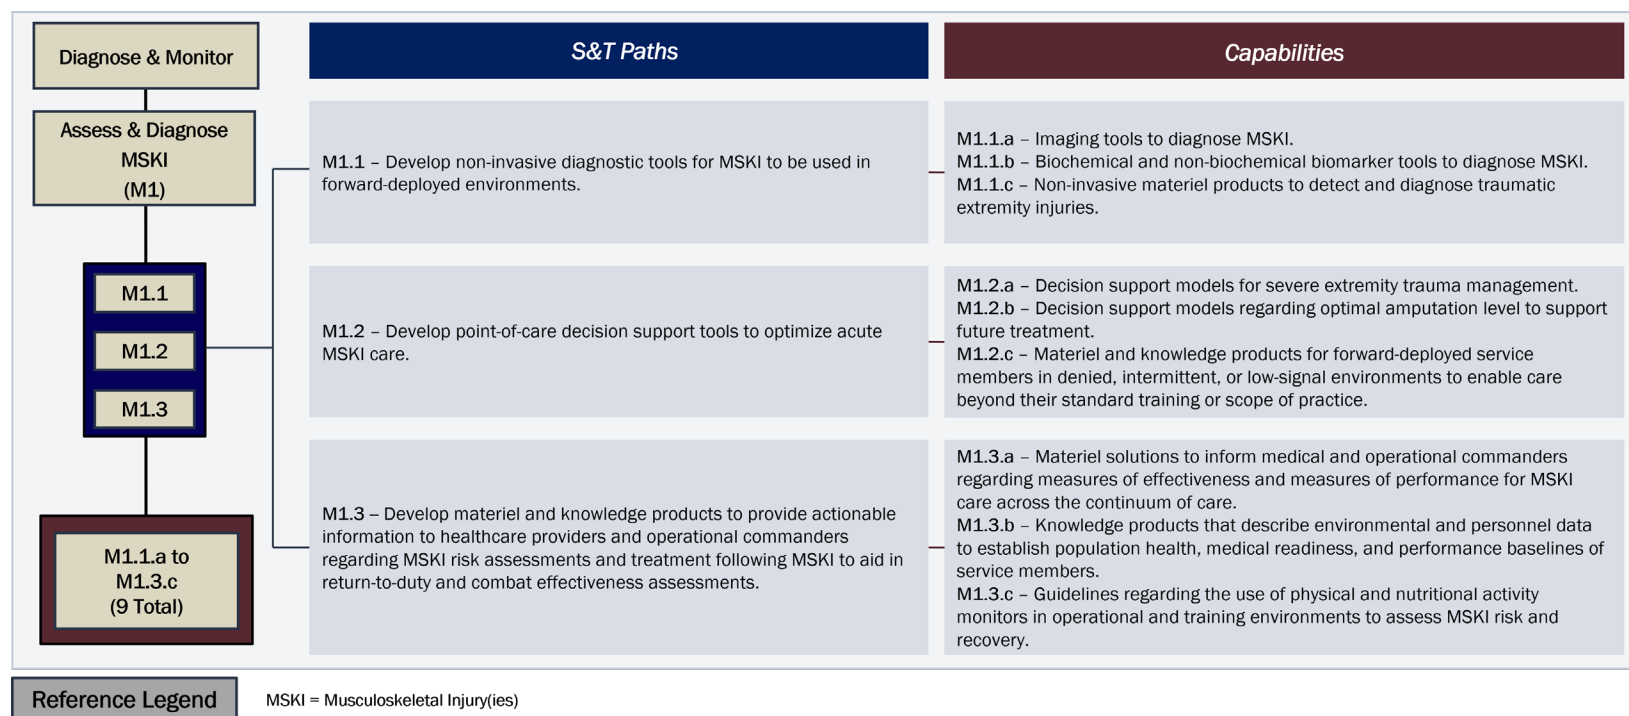 Diagnose & Monitor
Assess & Diagnose
MSKI
(M1)
M1.1
M1.2
M1.3
M1.1.a to
M1.3.c
(9 Total)
S&T Paths
Capabilities
M1.1 – Develop non-invasive diagnostic tools for MSKI to be used in
forward-deployed environments.
M1.1.a – Imaging tools to diagnose MSKI.
M1.1.b – Biochemical and non-biochemical biomarker tools to diagnose MSKI.
M1.1.c – Non-invasive materiel products to detect and diagnose traumatic
extremity injuries.
M1.2 – Develop point-of-care decision support tools to optimize acute
MSKI care.
M1.2.a – Decision support models for severe extremity trauma management.
M1.2.b – Decision support models regarding optimal amputation level to support
future treatment.
M1.2.c – Materiel and knowledge products for forward-deployed service
members in denied, intermittent, or low-signal environments to enable care
beyond their standard training or scope of practice.
M1.3 – Develop materiel and knowledge products to provide actionable
information to healthcare providers and operational commanders
regarding MSKI risk assessments and treatment following MSKI to aid in
return-to-duty and combat effectiveness assessments.
M1.3.a – Materiel solutions to inform medical and operational commanders
regarding measures of effectiveness and measures of performance for MSKI
care across the continuum of care.
M1.3.b – Knowledge products that describe environmental and personnel data
to establish population health, medical readiness, and performance baselines of
service members.
M1.3.c – Guidelines regarding the use of physical and nutritional activity
monitors in operational and training environments to assess MSKI risk and
recovery.
Reference Legend
MSKI = Musculoskeletal Injury(ies)